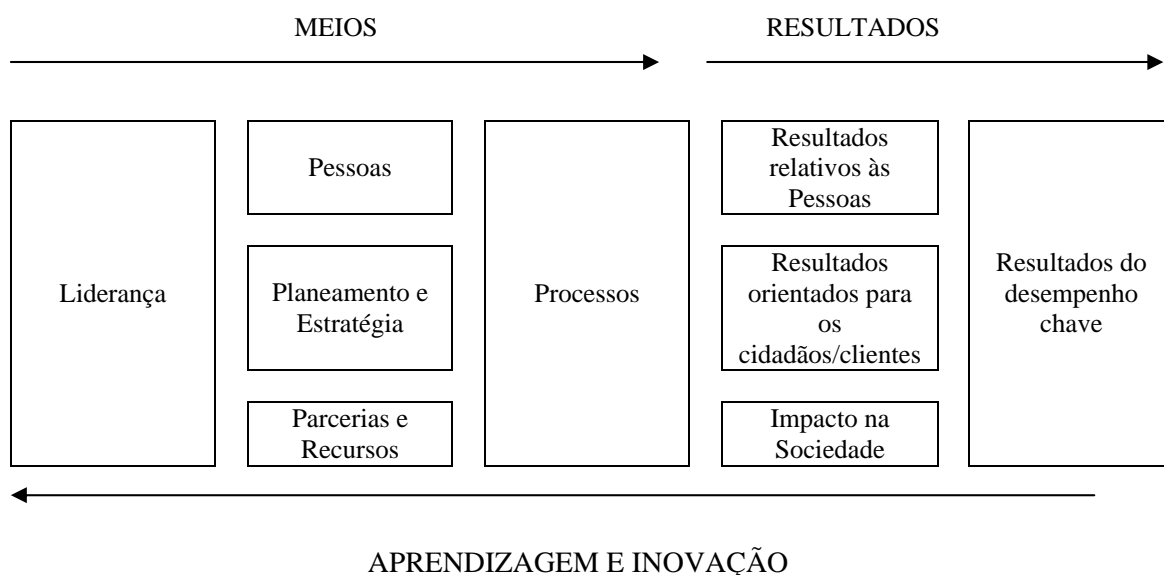 MEIOS
RESULTADOS
Liderança
Pessoas
Planeamento e
Estratégia
Parcerias e
Recursos
Processos
Resultados
relativos às
Pessoas
Resultados
orientados para
os
cidadãos/clientes
Impacto na
Sociedade
Resultados do
desempenho
chave
APRENDIZAGEM E INOVAÇÃO